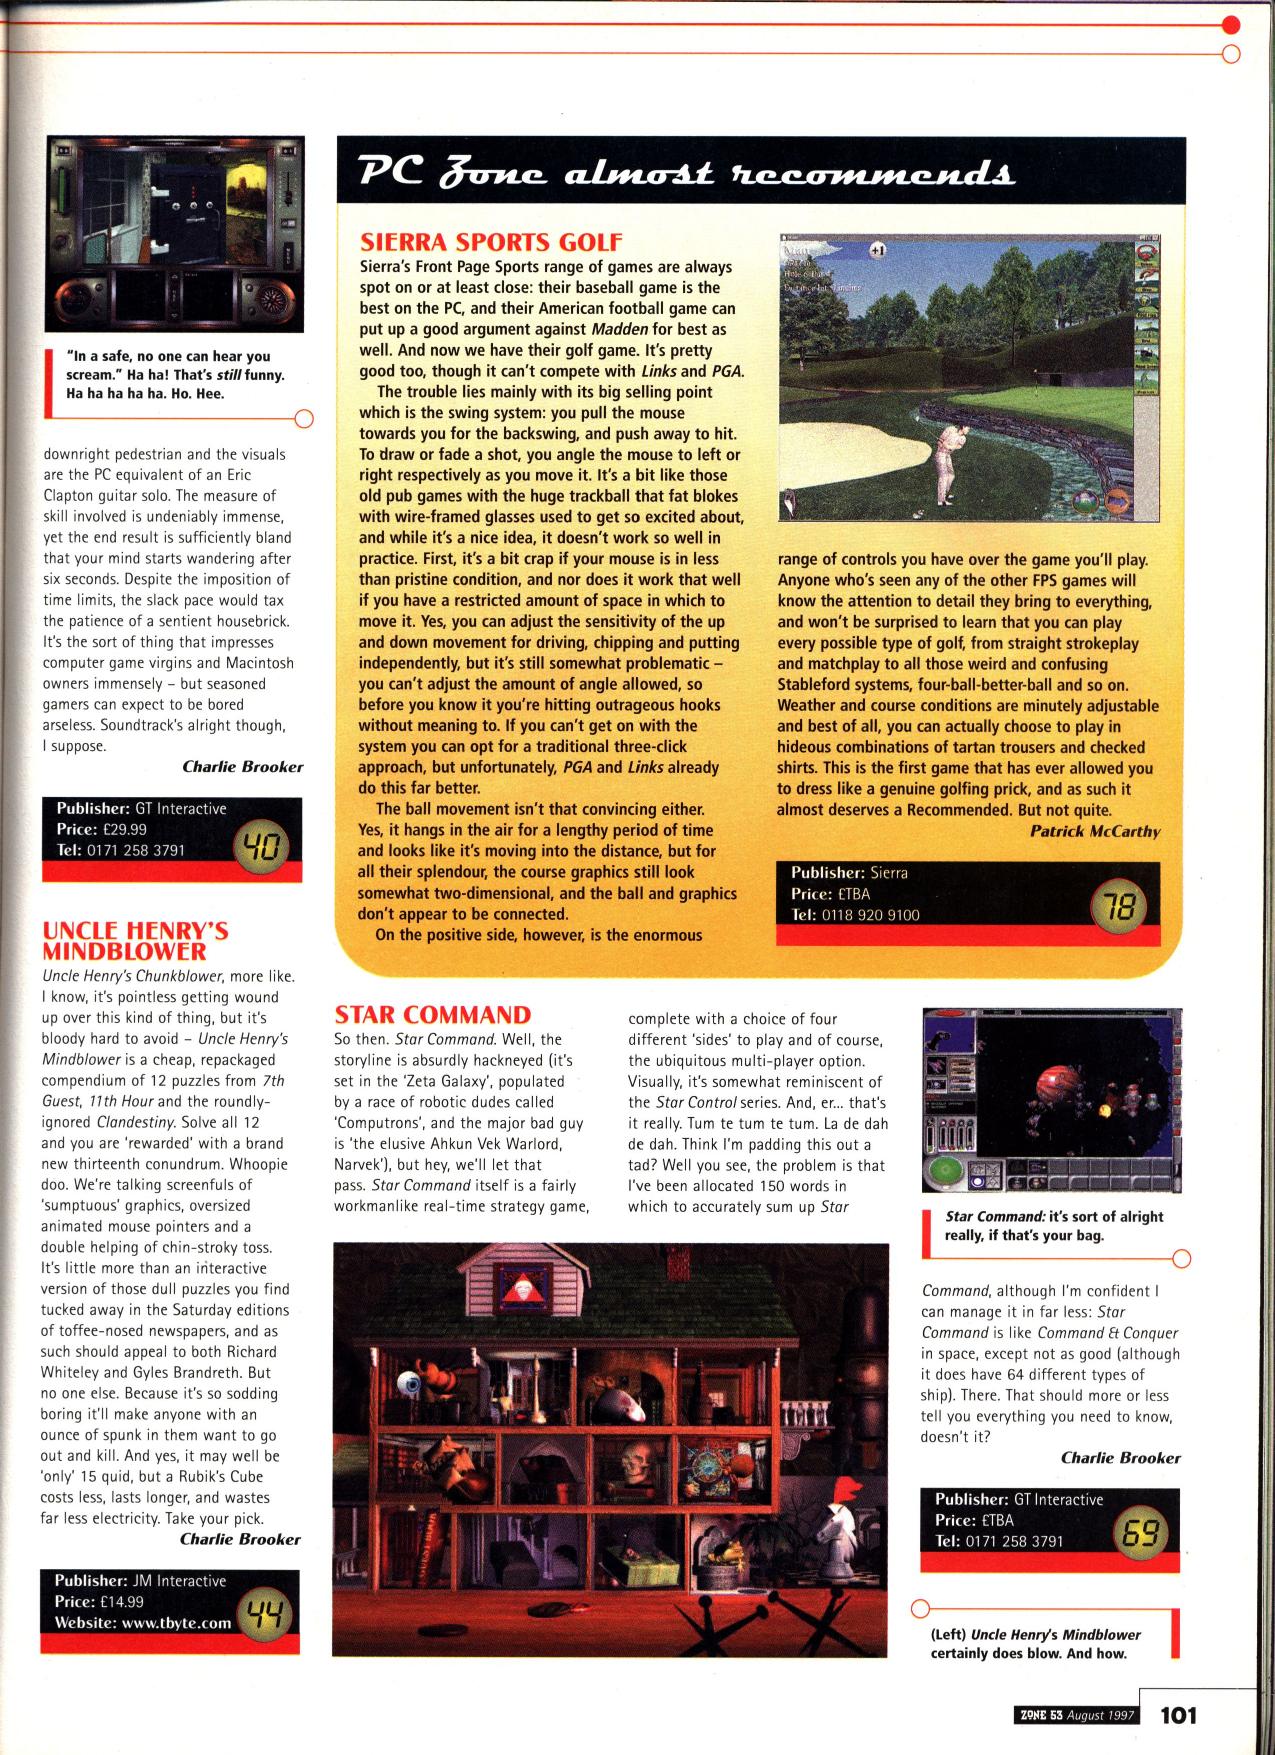 "In a safe, no one can hear you
scream." Ha ha! That's still funny.
Ha ha ha ha ha. Ho. Hee.
downright pedestrian and the visuals
are the PC equivalent of an Eric
Clapton guitar solo. The measure of
skill involved is undeniably immense,
yet the end result is sufficiently bland
that your mind starts wandering after
six seconds. Despite the imposition of
time limits, the slack pace would tax
the patience of a sentient housebrick.
It's the sort of thing that impresses
computer game virgins and Macintosh
owners immensely – but seasoned
gamers can expect to be bored
arseless. Soundtrack's alright though,
I suppose.
Charlie Brooker
Publisher: GT Interactive
Price: £29.99
Tel: 0171 258 3791
40
UNCLE HENRY'S
MINDBLOWER
Uncle Henry's Chunkblower, more like.
I know, it's pointless getting wound
up over this kind of thing, but it's
bloody hard to avoid – Uncle Henry's
Mindblower is a cheap, repackaged
compendium of 12 puzzles from 7th
Guest, 11th Hour and the roundly-
ignored Clandestiny. Solve all 12
and you are 'rewarded' with a brand
new thirteenth conundrum. Whoopie
doo. We're talking screenfuls of
'sumptuous' graphics, oversized
animated mouse pointers and a
double helping of chin-stroky toss.
It's little more than an interactive
version of those dull puzzles you find
tucked away in the Saturday editions
of toffee-nosed newspapers, and as
such should appeal to both Richard
Whiteley and Gyles Brandreth. But
no one else. Because it's so sodding
boring it'll make anyone with an
ounce of spunk in them want to go
out and kill. And yes, it may well be
'only' 15 quid, but a Rubik's Cube
costs less, lasts longer, and wastes
far less electricity. Take your pick.
Charlie Brooker
Publisher: JM Interactive
Price: £14.99
Website: www.tbyte.com
44
PC Zone almost recommends
SIERRA SPORTS GOLF
Sierra's Front Page Sports range of games are always
spot on or at least close: their baseball game is the
best on the PC, and their American football game can
put up a good argument against Madden for best as
well. And now we have their golf game. It's pretty
good too, though it can't compete with Links and PGA.
The trouble lies mainly with its big selling point
which is the swing system: you pull the mouse
towards you for the backswing, and push away to hit.
To draw or fade a shot, you angle the mouse to left or
right respectively as you move it. It's a bit like those
old pub games with the huge trackball that fat blokes
with wire-framed glasses used to get so excited about,
and while it's a nice idea, it doesn't work so well in
practice. First, it's a bit crap if your mouse is in less
than pristine condition, and nor does it work that well
if you have a restricted amount of space in which to
move it. Yes, you can adjust the sensitivity of the up
and down movement for driving, chipping and putting
independently, but it's still somewhat problematic –
you can't adjust the amount of angle allowed, so
before you know it you're hitting outrageous hooks
without meaning to. If you can't get on with the
system you can opt for a traditional three-click
approach, but unfortunately, PGA and Links already
do this far better.
The ball movement isn't that convincing either.
Yes, it hangs in the air for a lengthy period of time
and looks like it's moving into the distance, but for
all their splendour, the course graphics still look
somewhat two-dimensional, and the ball and graphics
don't appear to be connected.
On the positive side, however, is the enormous
+1
range of controls you have over the game you'll play.
Anyone who's seen any of the other FPS games will
know the attention to detail they bring to everything,
and won't be surprised to learn that you can play
every possible type of golf, from straight strokeplay
and matchplay to all those weird and confusing
Stableford systems, four-ball-better-ball and so on.
Weather and course conditions are minutely adjustable
and best of all, you can actually choose to play in
hideous combinations of tartan trousers and checked
shirts. This is the first game that has ever allowed you
to dress like a genuine golfing prick, and as such it
almost deserves a Recommended. But not quite.
Patrick McCarthy
Publisher: Sierra
Price: £TBA
Tel: 0118 920 9100
78
STAR COMMAND
So then. Star Command. Well, the
storyline is absurdly hackneyed (it's
set in the 'Zeta Galaxy', populated
by a race of robotic dudes called
'Computrons', and the major bad guy
is 'the elusive Ahkun Vek Warlord,
Narvek'), but hey, we'll let that
pass. Star Command itself is a fairly
workmanlike real-time strategy game,
complete with a choice of four
different 'sides' to play and of course,
the ubiquitous multi-player option.
Visually, it's somewhat reminiscent of
the Star Control series. And, er... that's
it really. Tum te tum te tum. La de dah
de dah. Think I'm padding this out a
tad? Well you see, the problem is that
I've been allocated 150 words in
which to accurately sum up Star
Star Command: it's sort of alright
really, if that's your bag.
Command, although I'm confident I
can manage it in far less: Star
Command is like Command & Conquer
in space, except not as good (although
it does have 64 different types of
ship). There. That should more or less
tell you everything you need to know,
doesn't it?
Charlie Brooker
Publisher: GT Interactive
Price: £TBA
Tel: 0171 258 3791
69
(Left) Uncle Henry's Mindblower
certainly does blow. And how.
ZONE 53 August 1997
101